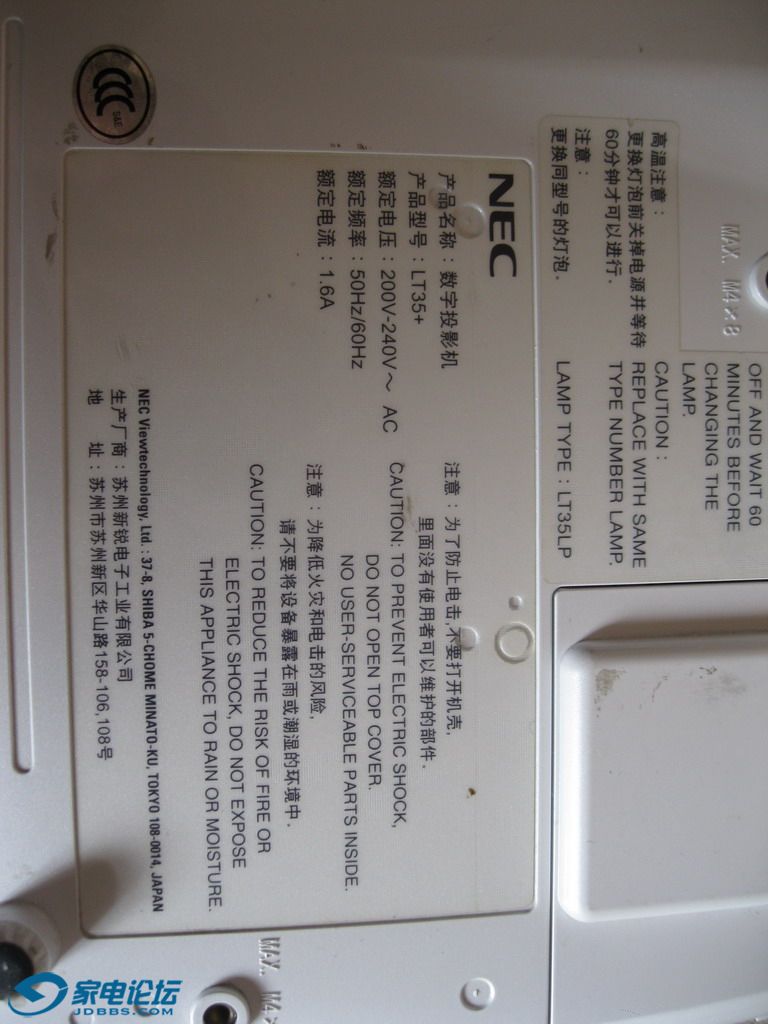 高温注意：
更换灯泡前关掉电源并等待
60分钟才可以进行.
注意：
更换同型号的灯泡.
MAX. M4×8
OFF AND WAIT 60
MINUTES BEFORE
CHANGING THE
LAMP.
CAUTION :
REPLACE WITH SAME
TYPE NUMBER LAMP.
LAMP TYPE : LT35LP
NEC
产品名称：数字投影机
产品型号：LT35+
额定电压：200V-240V～ AC
额定频率：50Hz/60Hz
额定电流：1.6A
注意：为了防止电击,不要打开机壳,
里面没有使用者可以维护的部件.
CAUTION: TO PREVENT ELECTRIC SHOCK,
DO NOT OPEN TOP COVER.
NO USER-SERVICEABLE PARTS INSIDE.
注意：为降低火灾和电击的风险,
请不要将设备暴露在雨或潮湿的环境中.
CAUTION: TO REDUCE THE RISK OF FIRE OR
ELECTRIC SHOCK, DO NOT EXPOSE
THIS APPLIANCE TO RAIN OR MOISTURE.
NEC Viewtechnology, Ltd.: 37-8, SHIBA 5-CHOME MINATO-KU, TOKYO 108-0014, JAPAN
生产厂商：苏州新锐电子工业有限公司
地 址：苏州市苏州新区华山路158-106,108号
CCC
S&E
MAX. M4×
家电论坛
JDBBS.COM